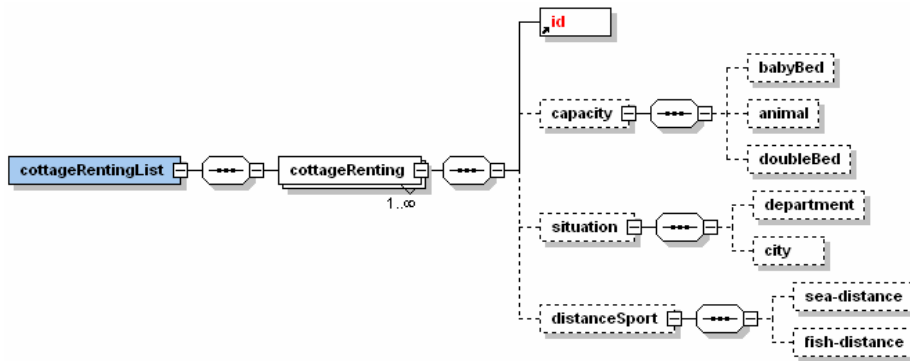 id
babyBed
capacity
animal
doubleBed
cottageRentingList
cottageRenting
1..∞
department
situation
city
sea-distance
distanceSport
fish-distance